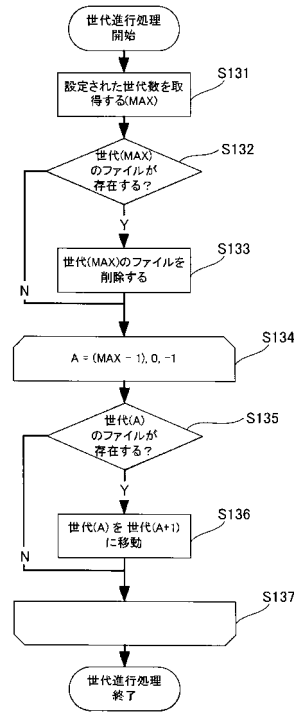 世代進行処理
開始
S131
設定された世代数を取
得する(MAX)
S132
世代(MAX)
のファイルが
存在する？
Y
S133
世代(MAX)のファイルを
削除する
N
S134
A = (MAX − 1), 0, -1
S135
世代(A)
のファイルが
存在する？
Y
S136
世代(A) を 世代(A+1)
に移動
N
S137
世代進行処理
終了